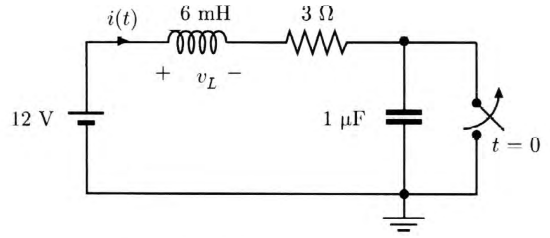 i(t)
6 mH
3 Ω
+ v_L −
12 V
1 μF
t = 0